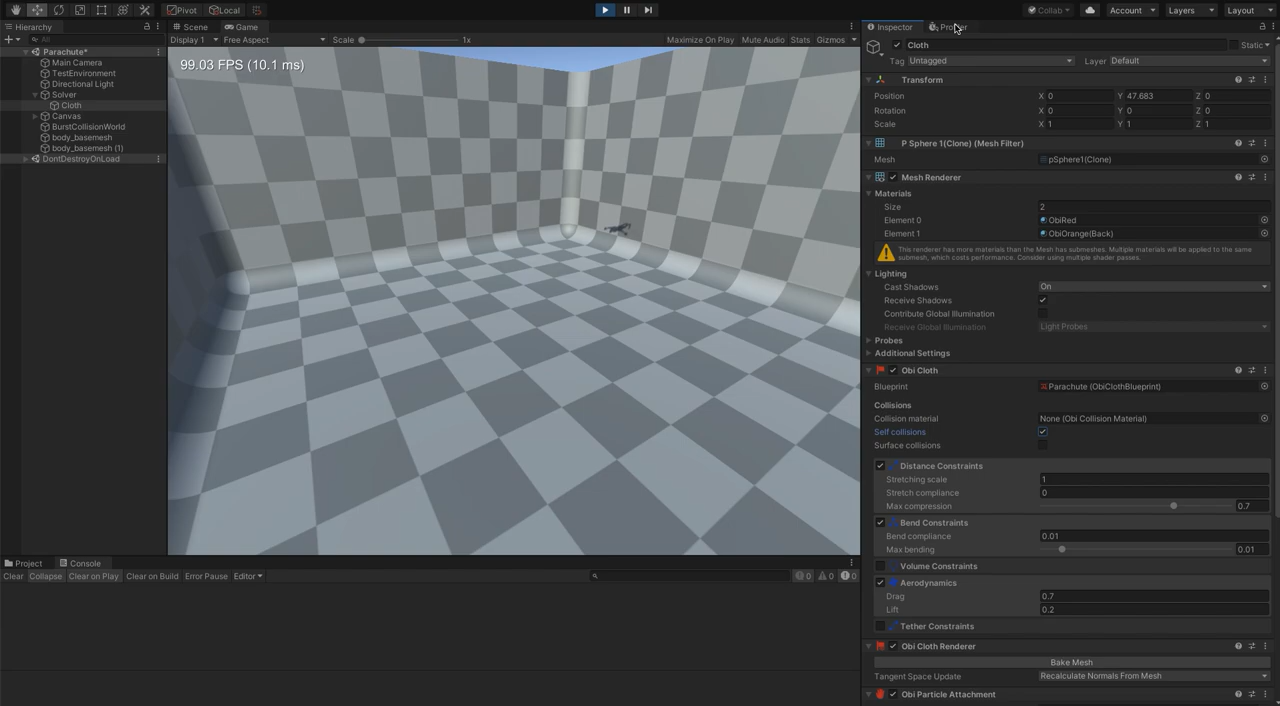 Pivot Local Collab Account Layers Layout
Hierarchy Scene Game Inspector Profiler
All Display 1 Free Aspect Scale 1x Maximize On Play Mute Audio Stats Gizmos
Parachute*
Main Camera
TestEnvironment
Directional Light
Solver
Cloth
Canvas
BurstCollisionWorld
body_basemesh
body_basemesh (1)
DontDestroyOnLoad
99.03 FPS (10.1 ms)
Project Console
Clear Collapse Clear on Play Clear on Build Error Pause Editor 0 0 0
Cloth Static
Tag Untagged Layer Default
Transform
Position X 0 Y 47.683 Z 0
Rotation X 0 Y 0 Z 0
Scale X 1 Y 1 Z 1
P Sphere 1(Clone) (Mesh Filter)
Mesh pSphere1(Clone)
Mesh Renderer
Materials
Size 2
Element 0 ObiRed
Element 1 ObiOrange(Back)
This renderer has more materials than the Mesh has submeshes. Multiple materials will be applied to the same
submesh, which costs performance. Consider using multiple shader passes.
Lighting
Cast Shadows On
Receive Shadows
Contribute Global Illumination
Receive Global Illumination Light Probes
Probes
Additional Settings
Obi Cloth
Blueprint Parachute (ObiClothBlueprint)
Collisions
Collision material None (Obi Collision Material)
Self collisions
Surface collisions
Distance Constraints
Stretching scale 1
Stretch compliance 0
Max compression 0.7
Bend Constraints
Bend compliance 0.01
Max bending 0.01
Volume Constraints
Aerodynamics
Drag 0.7
Lift 0.2
Tether Constraints
Obi Cloth Renderer
Bake Mesh
Tangent Space Update Recalculate Normals From Mesh
Obi Particle Attachment